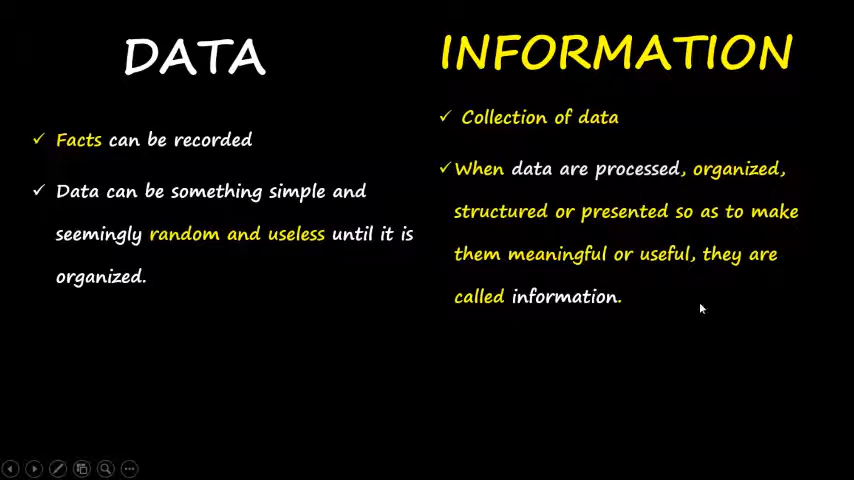 DATA
✓ Facts can be recorded
✓ Data can be something simple and
seemingly random and useless until it is
organized.
INFORMATION
✓ Collection of data
✓ When data are processed, organized,
structured or presented so as to make
them meaningful or useful, they are
called information.